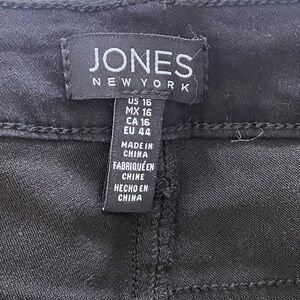 JONES
NEW YORK
US 16
MX 16
CA 16
EU 44
MADE IN
CHINA
FABRIQUÉ EN
CHINE
HECHO EN
CHINA